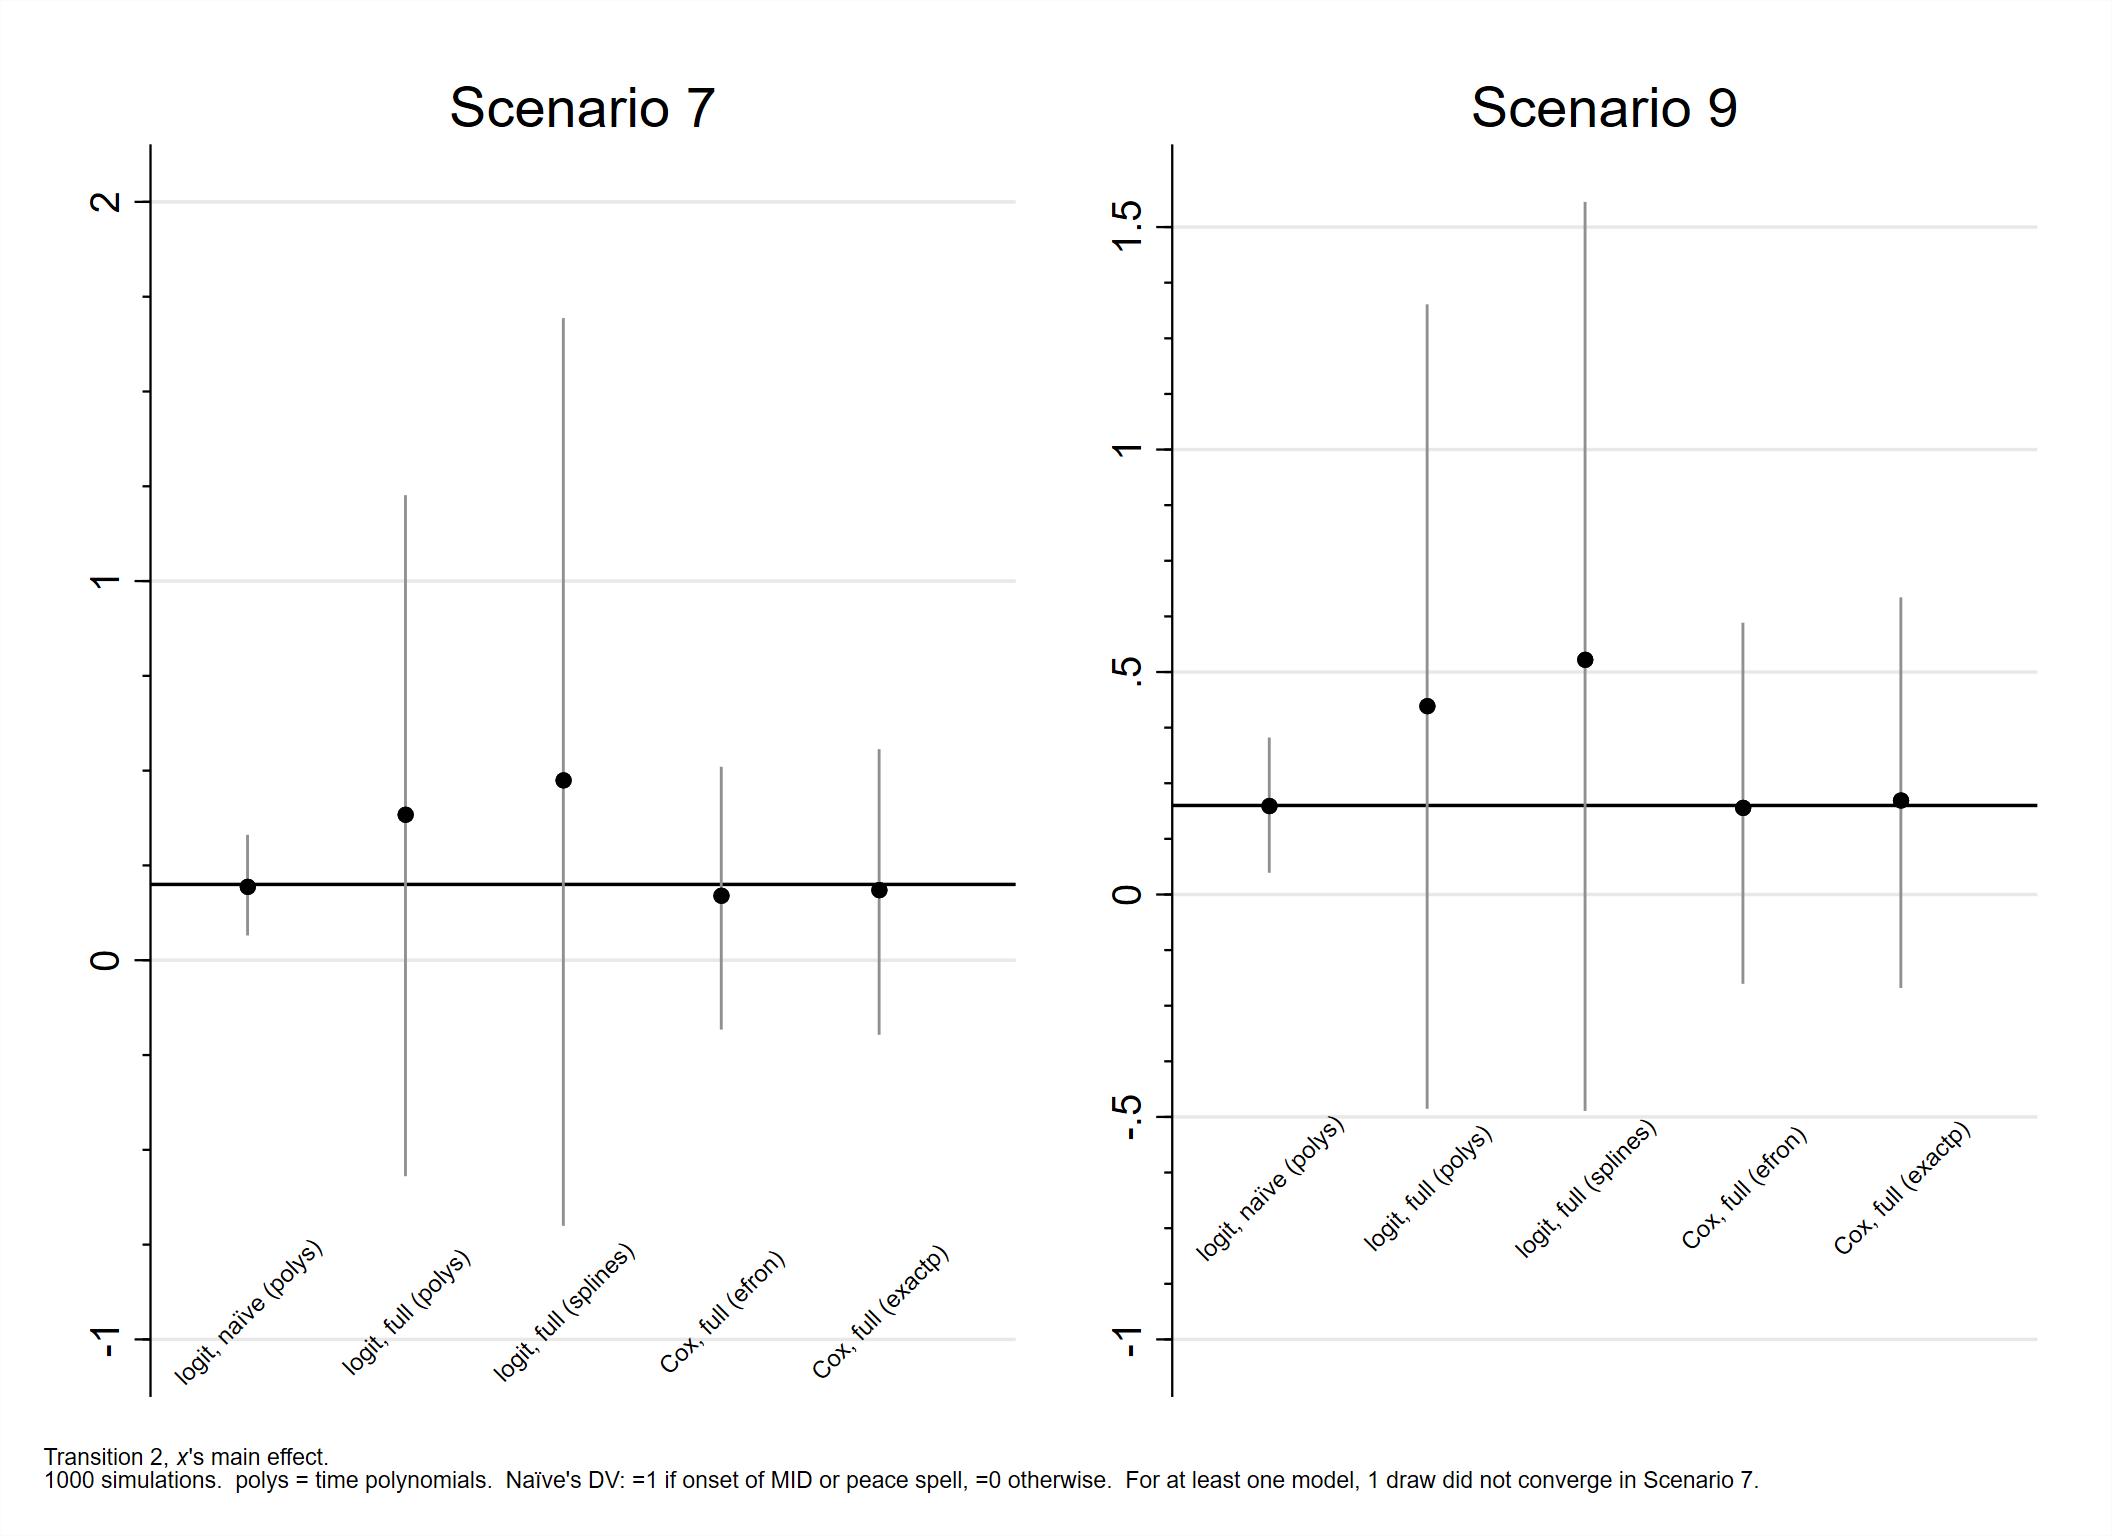 Scenario 7
2
1
0
-1
logit, naïve (polys)
logit, full (polys)
logit, full (splines)
Cox, full (efron)
Cox, full (exactp)
Scenario 9
1.5
1
.5
0
-.5
-1
logit, naïve (polys)
logit, full (polys)
logit, full (splines)
Cox, full (efron)
Cox, full (exactp)
Transition 2, x's main effect.
1000 simulations.  polys = time polynomials.  Naïve's DV: =1 if onset of MID or peace spell, =0 otherwise.  For at least one model, 1 draw did not converge in Scenario 7.